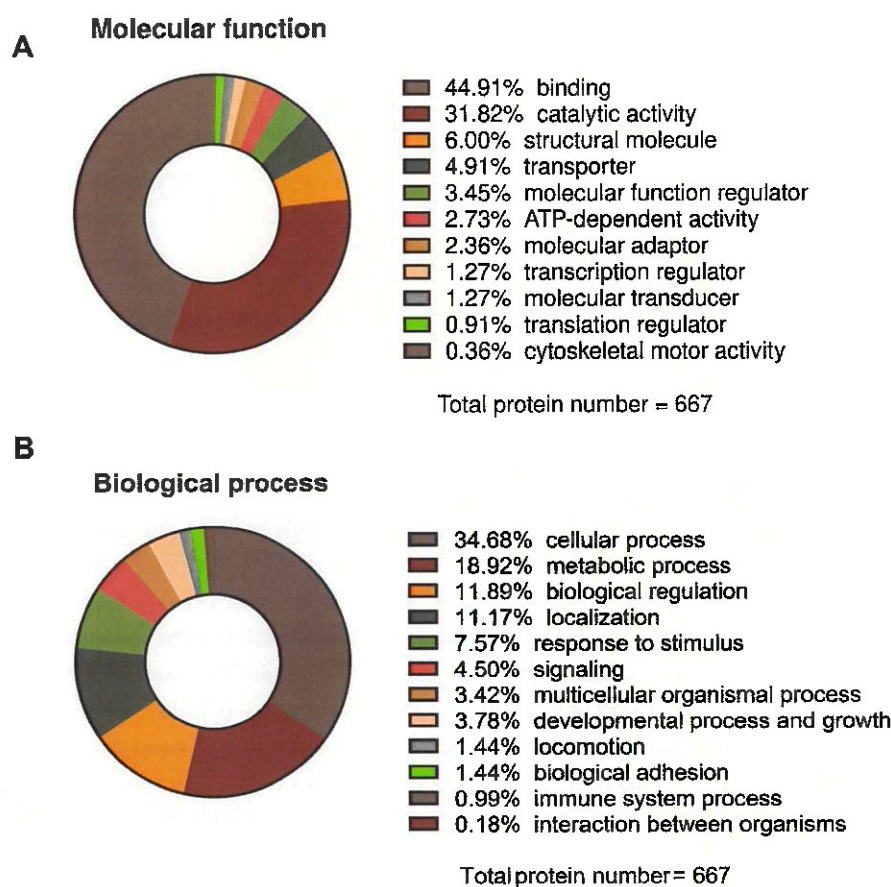 A
Molecular function
44.91% binding
31.82% catalytic activity
6.00% structural molecule
4.91% transporter
3.45% molecular function regulator
2.73% ATP-dependent activity
2.36% molecular adaptor
1.27% transcription regulator
1.27% molecular transducer
0.91% translation regulator
0.36% cytoskeletal motor activity
Total protein number = 667
B
Biological process
34.68% cellular process
18.92% metabolic process
11.89% biological regulation
11.17% localization
7.57% response to stimulus
4.50% signaling
3.42% multicellular organismal process
3.78% developmental process and growth
1.44% locomotion
1.44% biological adhesion
0.99% immune system process
0.18% interaction between organisms
Total protein number= 667